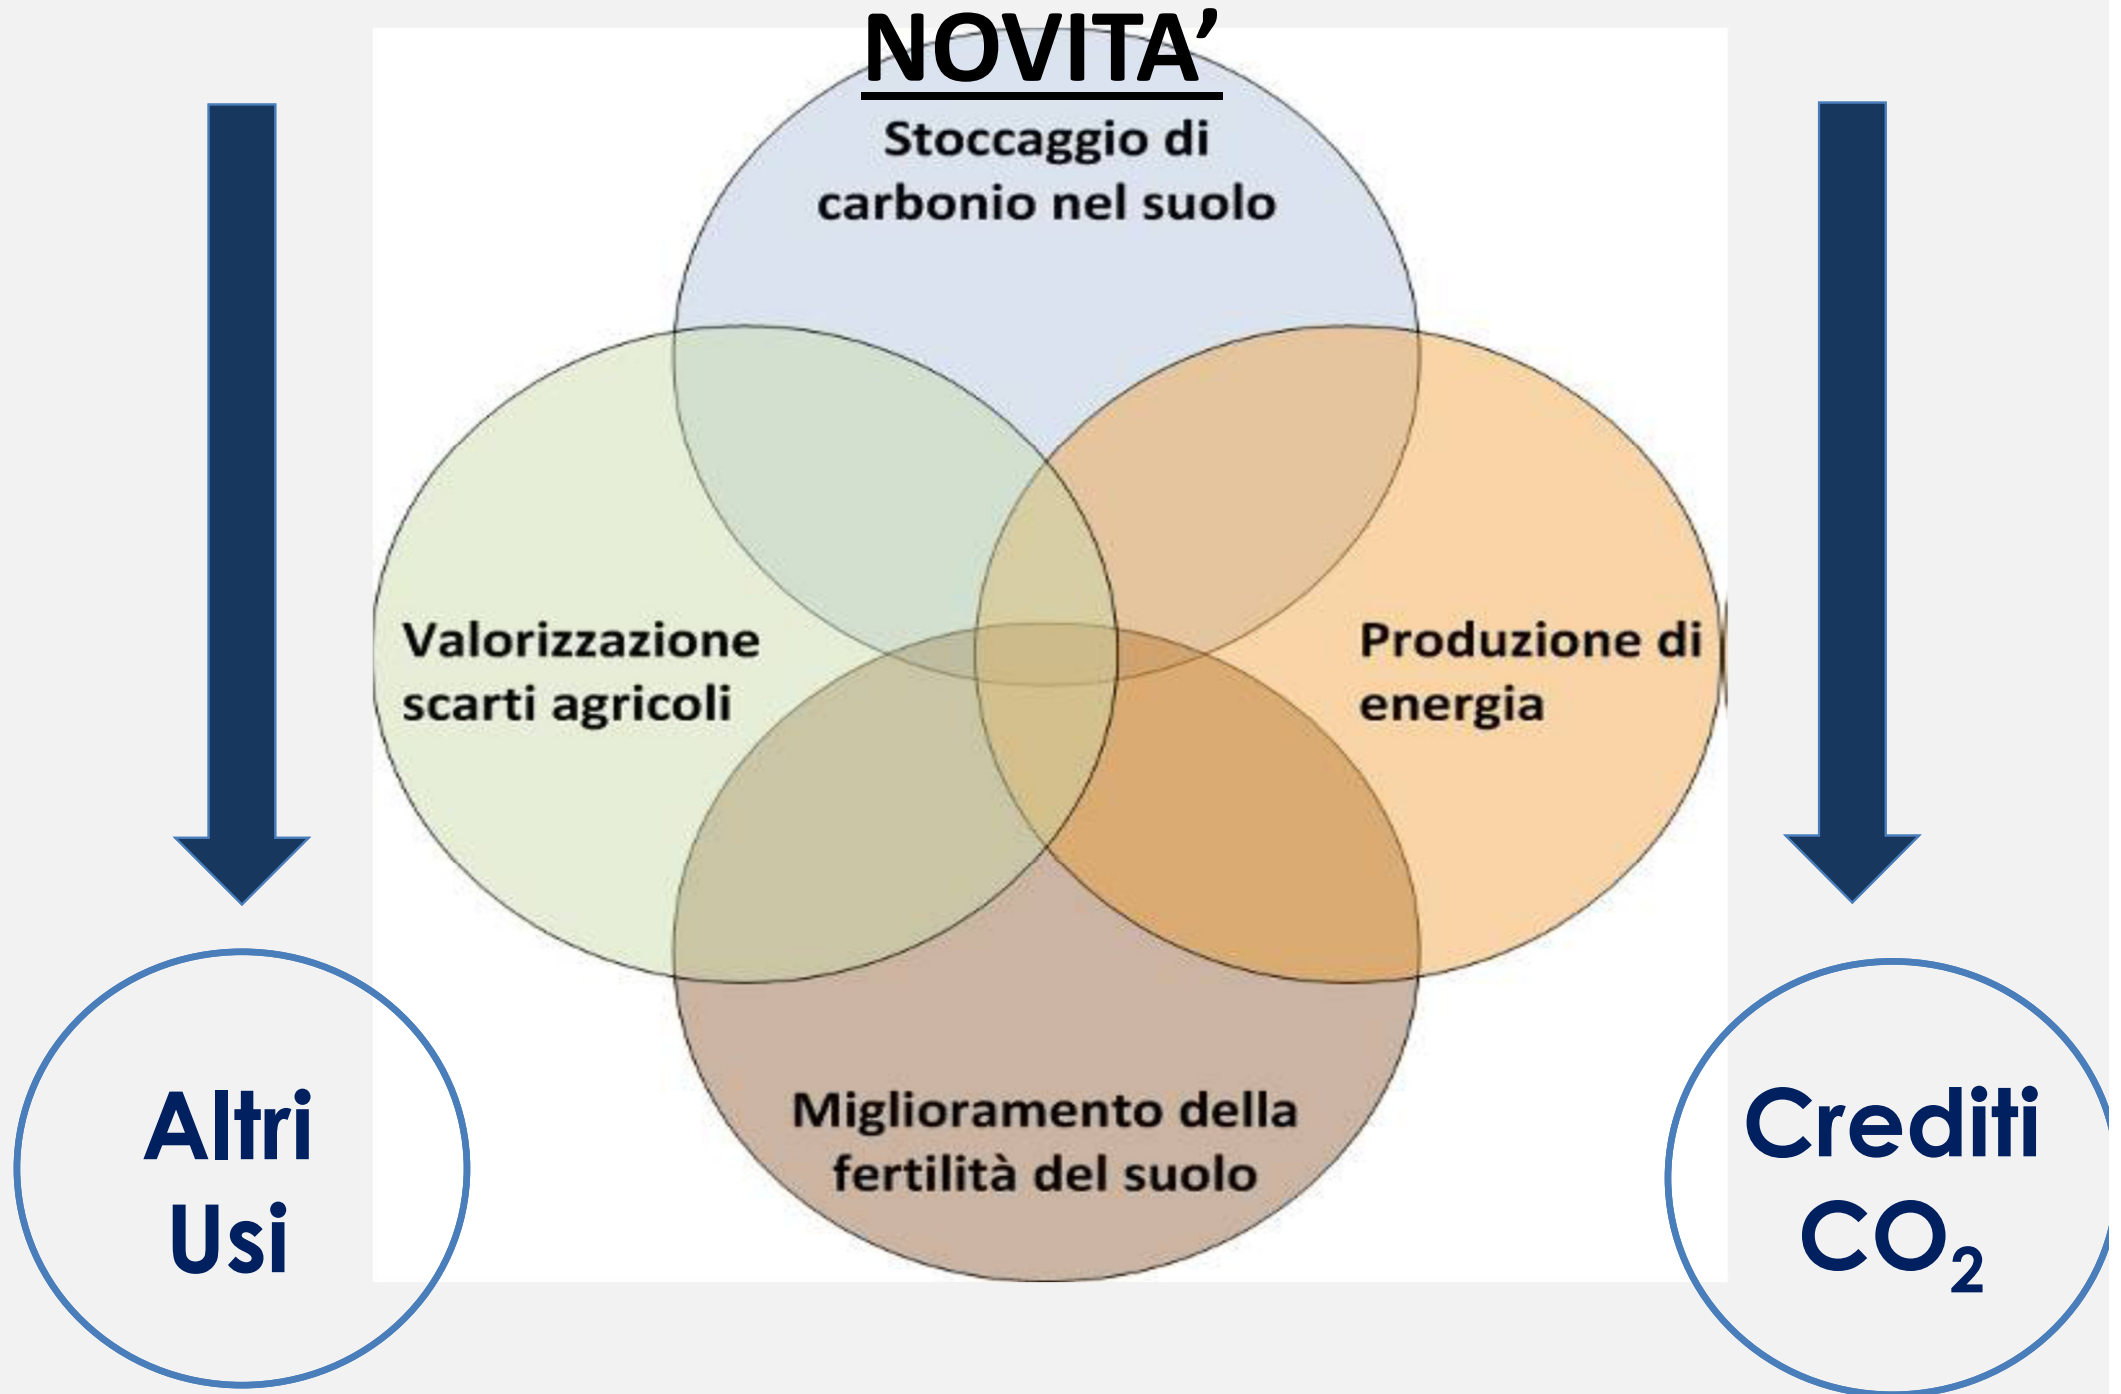 NOVITA’
Stoccaggio di
carbonio nel suolo
Valorizzazione
scarti agricoli
Produzione di
energia
Miglioramento della
fertilità del suolo
Altri
Usi
Crediti
CO₂